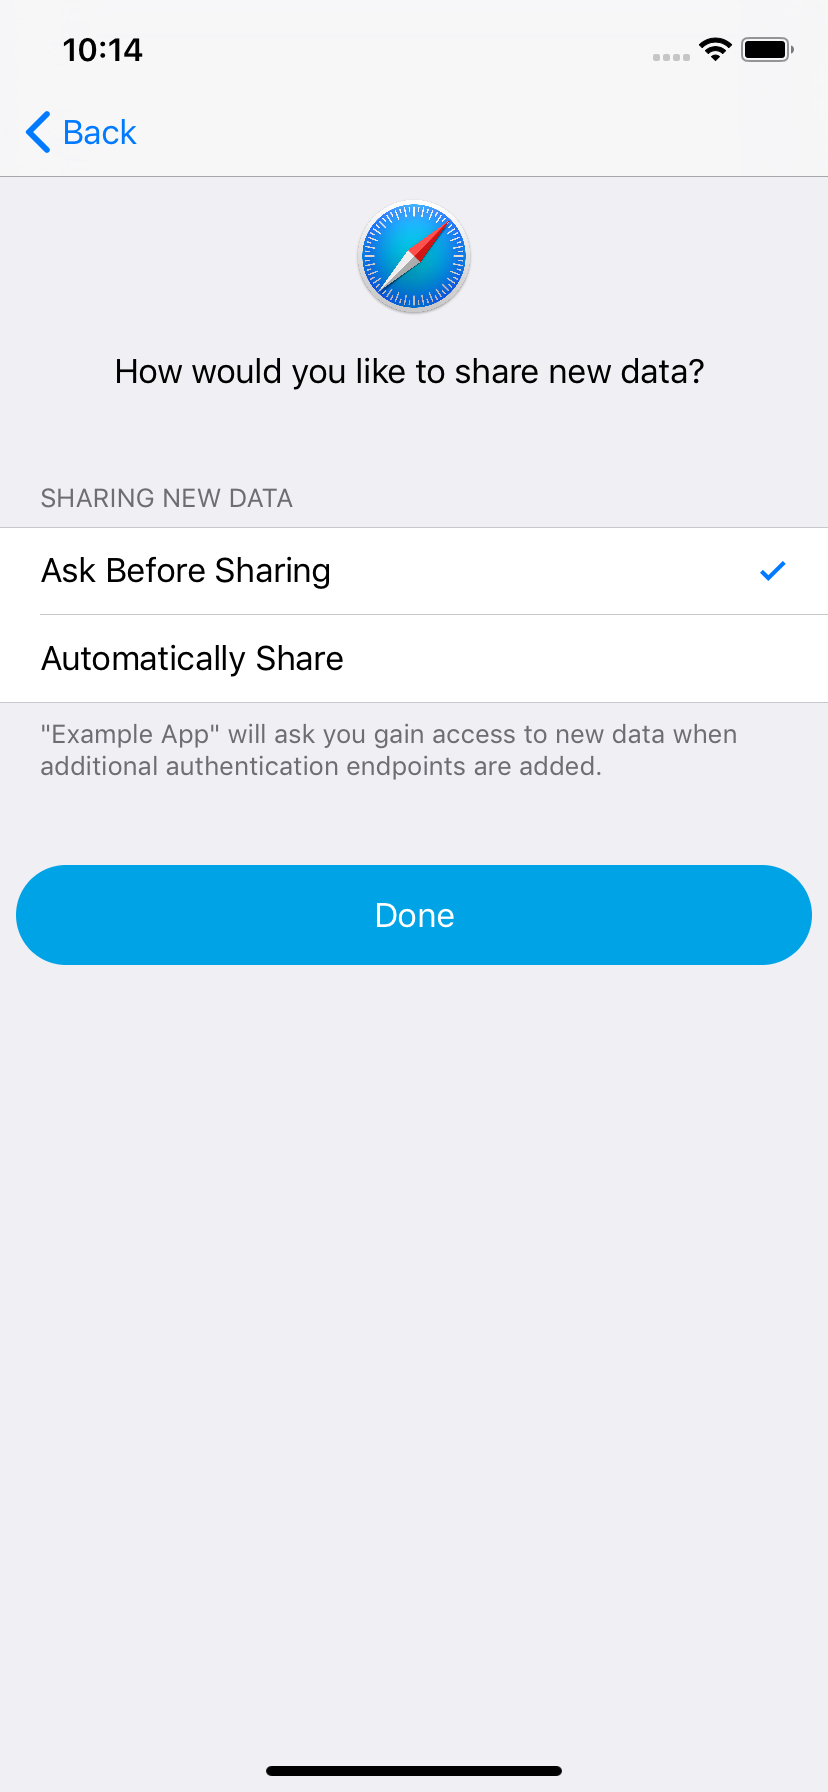 10:14
Back
How would you like to share new data?
SHARING NEW DATA
Ask Before Sharing
Automatically Share
"Example App" will ask you gain access to new data when
additional authentication endpoints are added.
Done